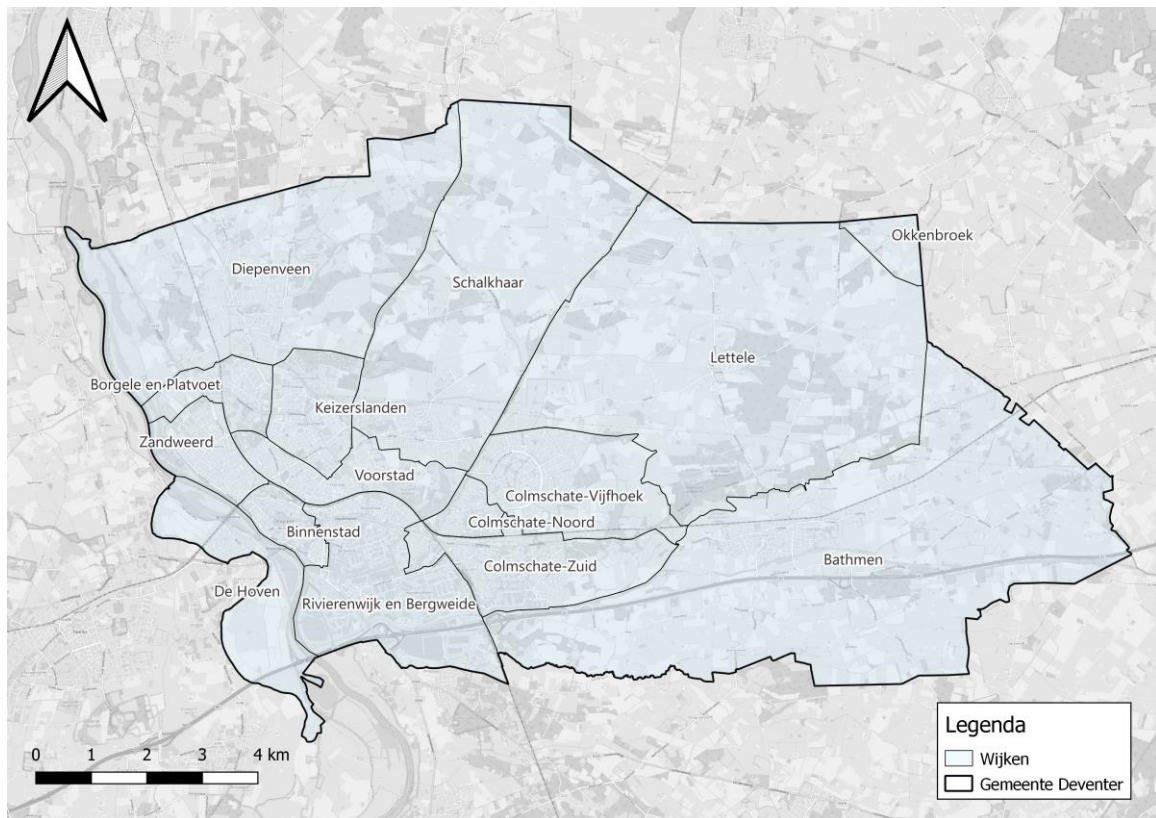 Okkenbroek
Diepenveen
Schalkhaar
Lettele
Borgele en Platvoet
Keizerslanden
Zandweerd
Voorstad
Colmschate-Vijfhoek
Colmschate-Noord
Binnenstad
Bathmen
Colmschate-Zuid
De Hoven
Rivierenwijk en Bergweide
Legenda
Wijken
Gemeente Deventer
0 1 2 3 4 km